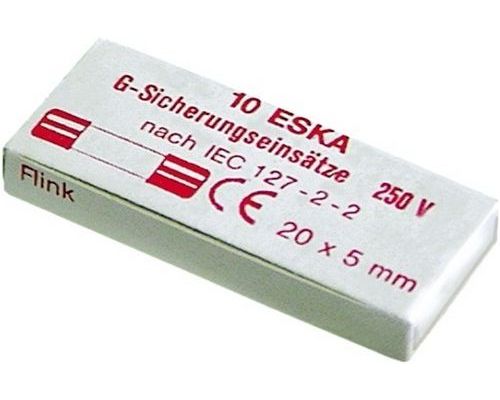 10 ESKA
G-Sicherungseinsätze 250 V
nach IEC 127-2-2
CE 20 x 5 mm
Flink